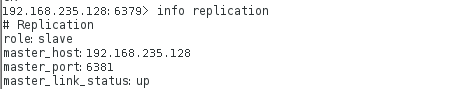 192.168.235.128:6379> info replication
# Replication
role:slave
master_host:192.168.235.128
master_port:6381
master_link_status:up